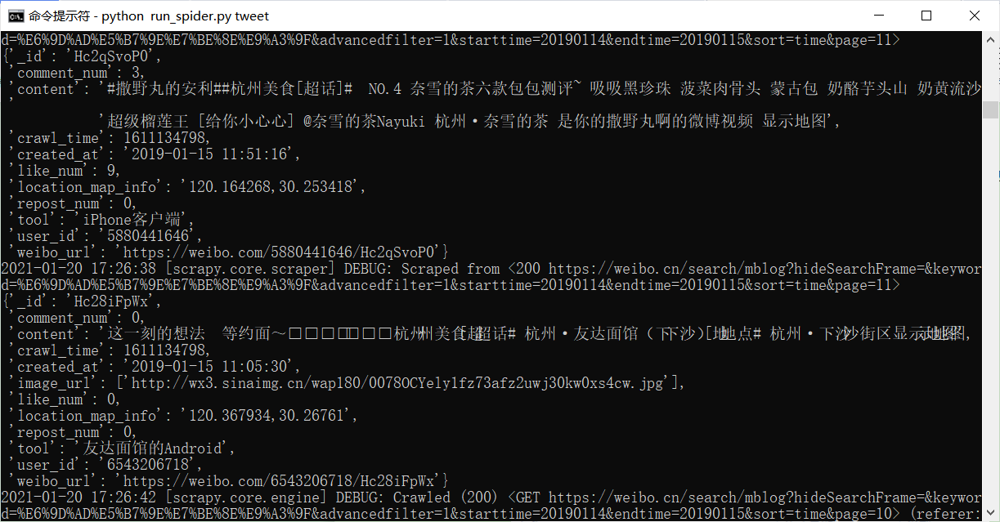 命令提示符 - python run_spider.py tweet
d=%E6%9D%AD%E5%B7%9E%E7%BE%8E%E9%A3%9F&advancedfilter=1&starttime=20190114&endtime=20190115&sort=time&page=11>
{'_id': 'Hc2qSvoP0',
'comment_num': 3,
'content': '#撒野丸的安利##杭州美食[超话]# NO.4 奈雪的茶六款包包测评~ 吸吸黑珍珠 菠菜肉骨头 蒙古包 奶酪芋头山 奶黄流沙
'
'超级榴莲王 [给你小心心] @奈雪的茶Nayuki 杭州·奈雪的茶 是你的撒野丸啊的微博视频 显示地图',
'crawl_time': 1611134798,
'created_at': '2019-01-15 11:51:16',
'like_num': 9,
'location_map_info': '120.164268,30.253418',
'repost_num': 0,
'tool': 'iPhone客户端',
'user_id': '5880441646',
'weibo_url': 'https://weibo.com/5880441646/Hc2qSvoP0'}
2021-01-20 17:26:38 [scrapy.core.scraper] DEBUG: Scraped from <200 https://weibo.cn/search/mblog?hideSearchFrame=&keywor
d=%E6%9D%AD%E5%B7%9E%E7%BE%8E%E9%A3%9F&advancedfilter=1&starttime=20190114&endtime=20190115&sort=time&page=11>
{'_id': 'Hc28iFpWx',
'comment_num': 0,
'content': '这一刻的想法 等约面~□□□□□□□杭州美食[超话# 杭州·友达面馆（下沙）[地点# 杭州·下沙街区显示地图',
'crawl_time': 1611134798,
'created_at': '2019-01-15 11:05:30',
'image_url': ['http://wx3.sinaimg.cn/wap180/0078OCYely1fz73afz2uwj30kw0xs4cw.jpg'],
'like_num': 0,
'location_map_info': '120.367934,30.26761',
'repost_num': 0,
'tool': '友达面馆的Android',
'user_id': '6543206718',
'weibo_url': 'https://weibo.com/6543206718/Hc28iFpWx'}
2021-01-20 17:26:42 [scrapy.core.engine] DEBUG: Crawled (200) <GET https://weibo.cn/search/mblog?hideSearchFrame=&keywor
d=%E6%9D%AD%E5%B7%9E%E7%BE%8E%E9%A3%9F&advancedfilter=1&starttime=20190114&endtime=20190115&sort=time&page=10> (referer: